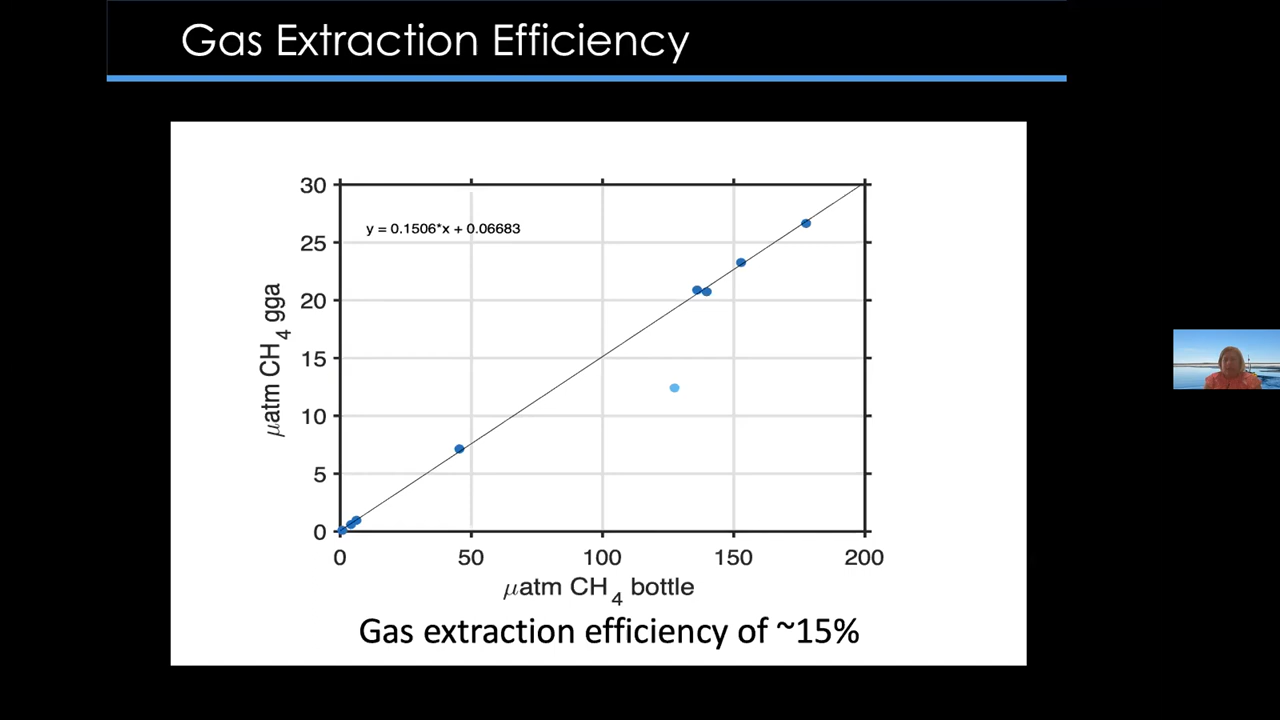 Gas Extraction Efficiency
30
25
20
15
10
5
0
y = 0.1506*x + 0.06683
μatm CH4 gga
0 50 100 150 200
μatm CH4 bottle
Gas extraction efficiency of ~15%